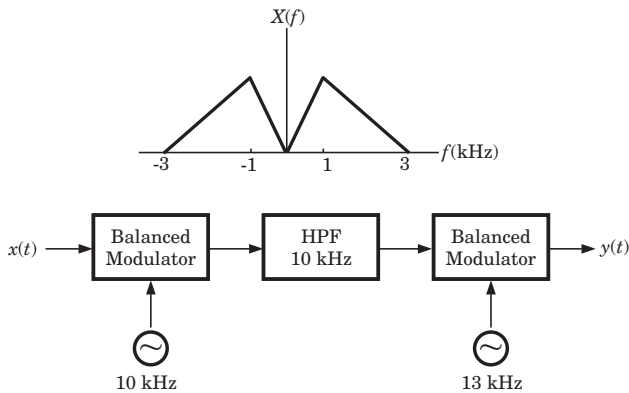 X(f)
-3 -1 1 3 f(kHz)
x(t) Balanced Modulator HPF 10 kHz Balanced Modulator y(t)
10 kHz 13 kHz